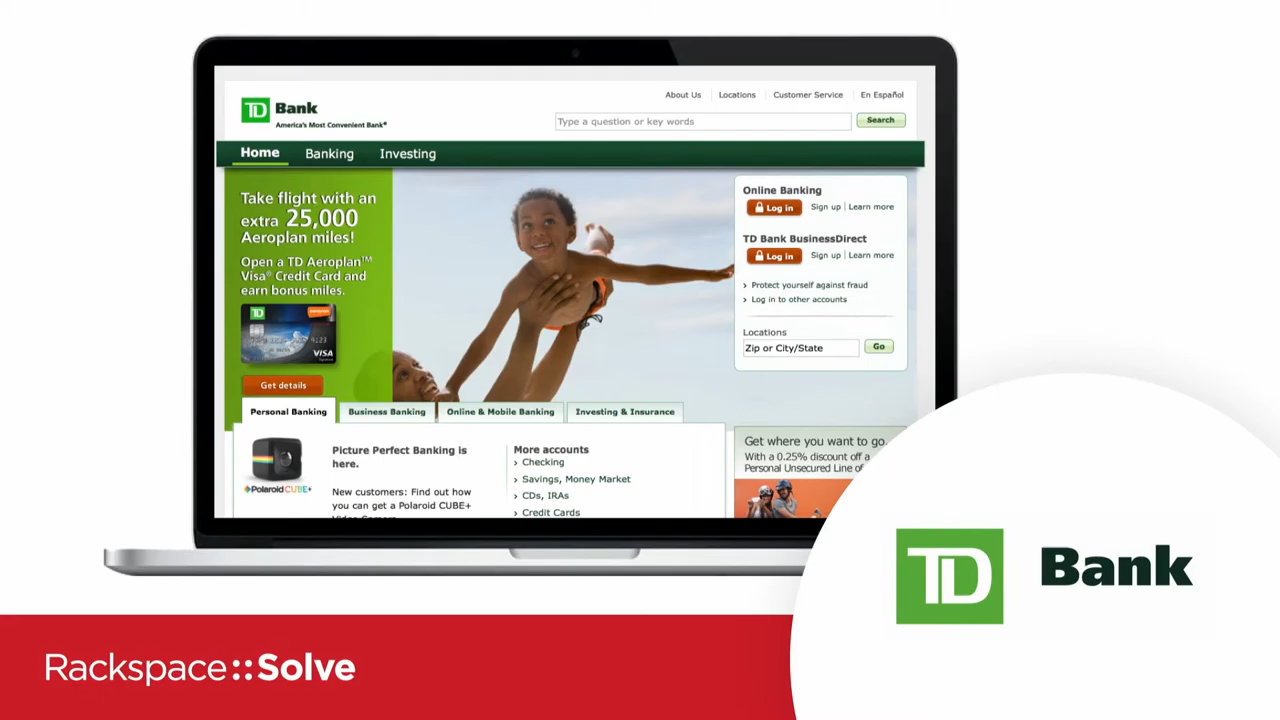 TD Bank
America's Most Convenient Bank®
About Us
Locations
Customer Service
En Español
Type a question or key words
Search
Home
Banking
Investing
Take flight with an
extra 25,000
Aeroplan miles!
Open a TD Aeroplan™
Visa® Credit Card and
earn bonus miles.
TD
VISA
Get details
Online Banking
Log in
Sign up
Learn more
TD Bank BusinessDirect
Log in
Sign up
Learn more
Protect yourself against fraud
Log in to other accounts
Locations
Zip or City/State
Go
Personal Banking
Business Banking
Online & Mobile Banking
Investing & Insurance
Polaroid CUBE+
Picture Perfect Banking is
here.
New customers: Find out how
you can get a Polaroid CUBE+
More accounts
Checking
Savings, Money Market
CDs, IRAs
Credit Cards
Get where you want to go.
With a 0.25% discount off a
Personal Unsecured Line of
TD Bank
Rackspace::Solve